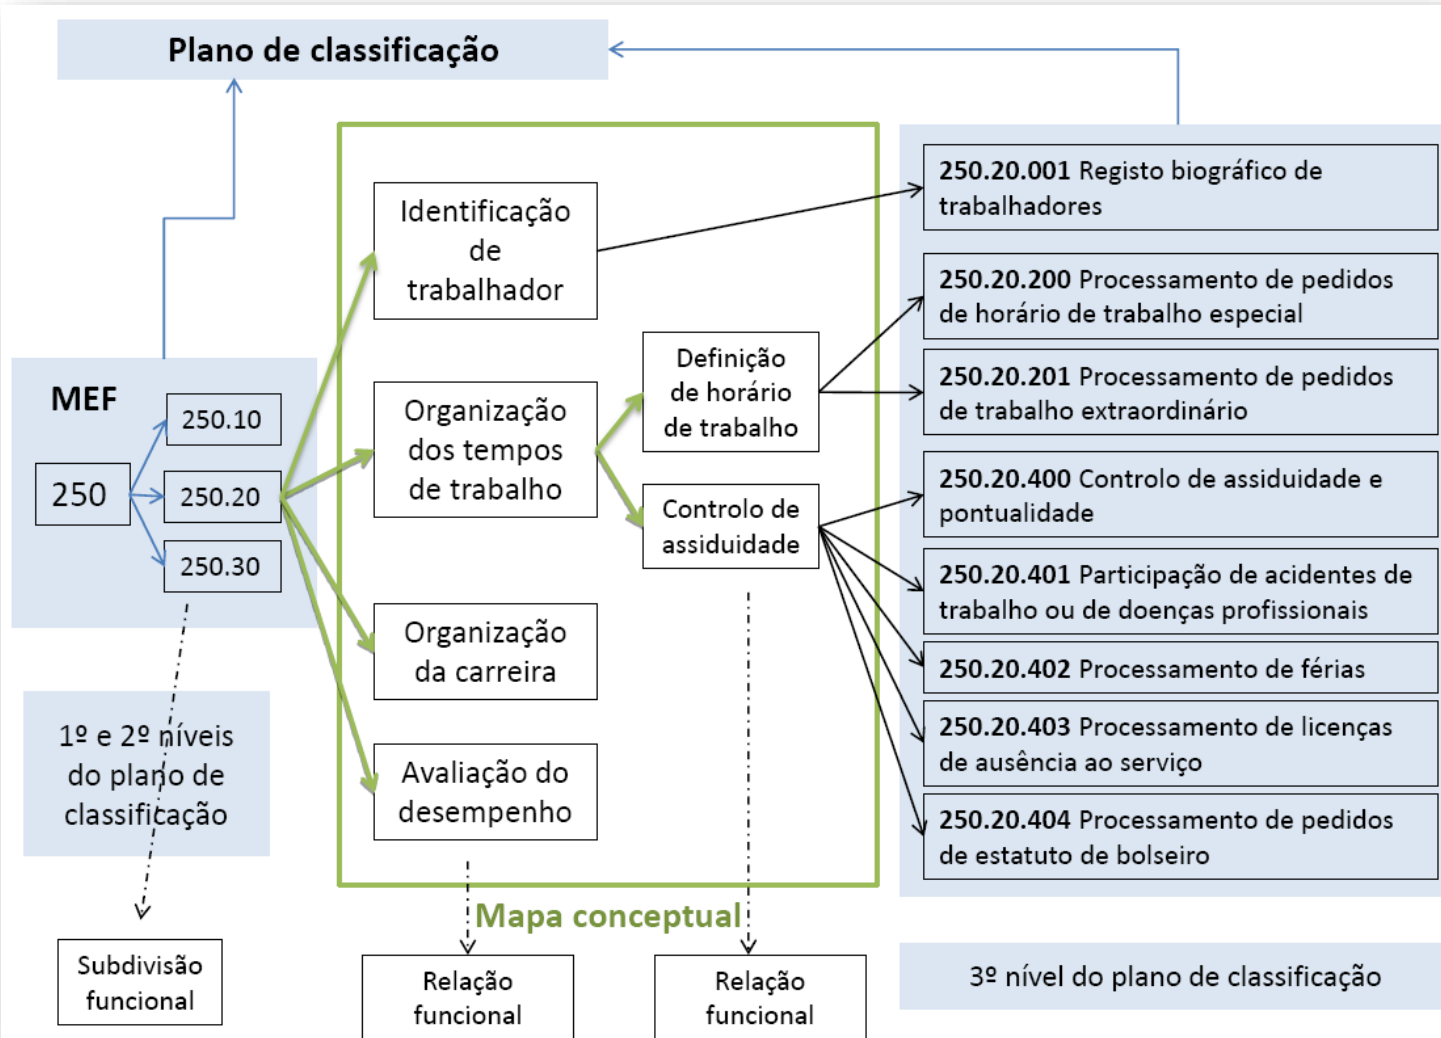 Plano de classificação
MEF
250
250.10
250.20
250.30
1º e 2º níveis
do plano de
classificação
Subdivisão
funcional
Identificação
de
trabalhador
Organização
dos tempos
de trabalho
Organização
da carreira
Avaliação do
desempenho
Definição
de horário
de trabalho
Controlo de
assiduidade
Mapa conceptual
Relação
funcional
Relação
funcional
250.20.001 Registo biográfico de
trabalhadores
250.20.200 Processamento de pedidos
de horário de trabalho especial
250.20.201 Processamento de pedidos
de trabalho extraordinário
250.20.400 Controlo de assiduidade e
pontualidade
250.20.401 Participação de acidentes de
trabalho ou de doenças profissionais
250.20.402 Processamento de férias
250.20.403 Processamento de licenças
de ausência ao serviço
250.20.404 Processamento de pedidos
de estatuto de bolseiro
3º nível do plano de classificação